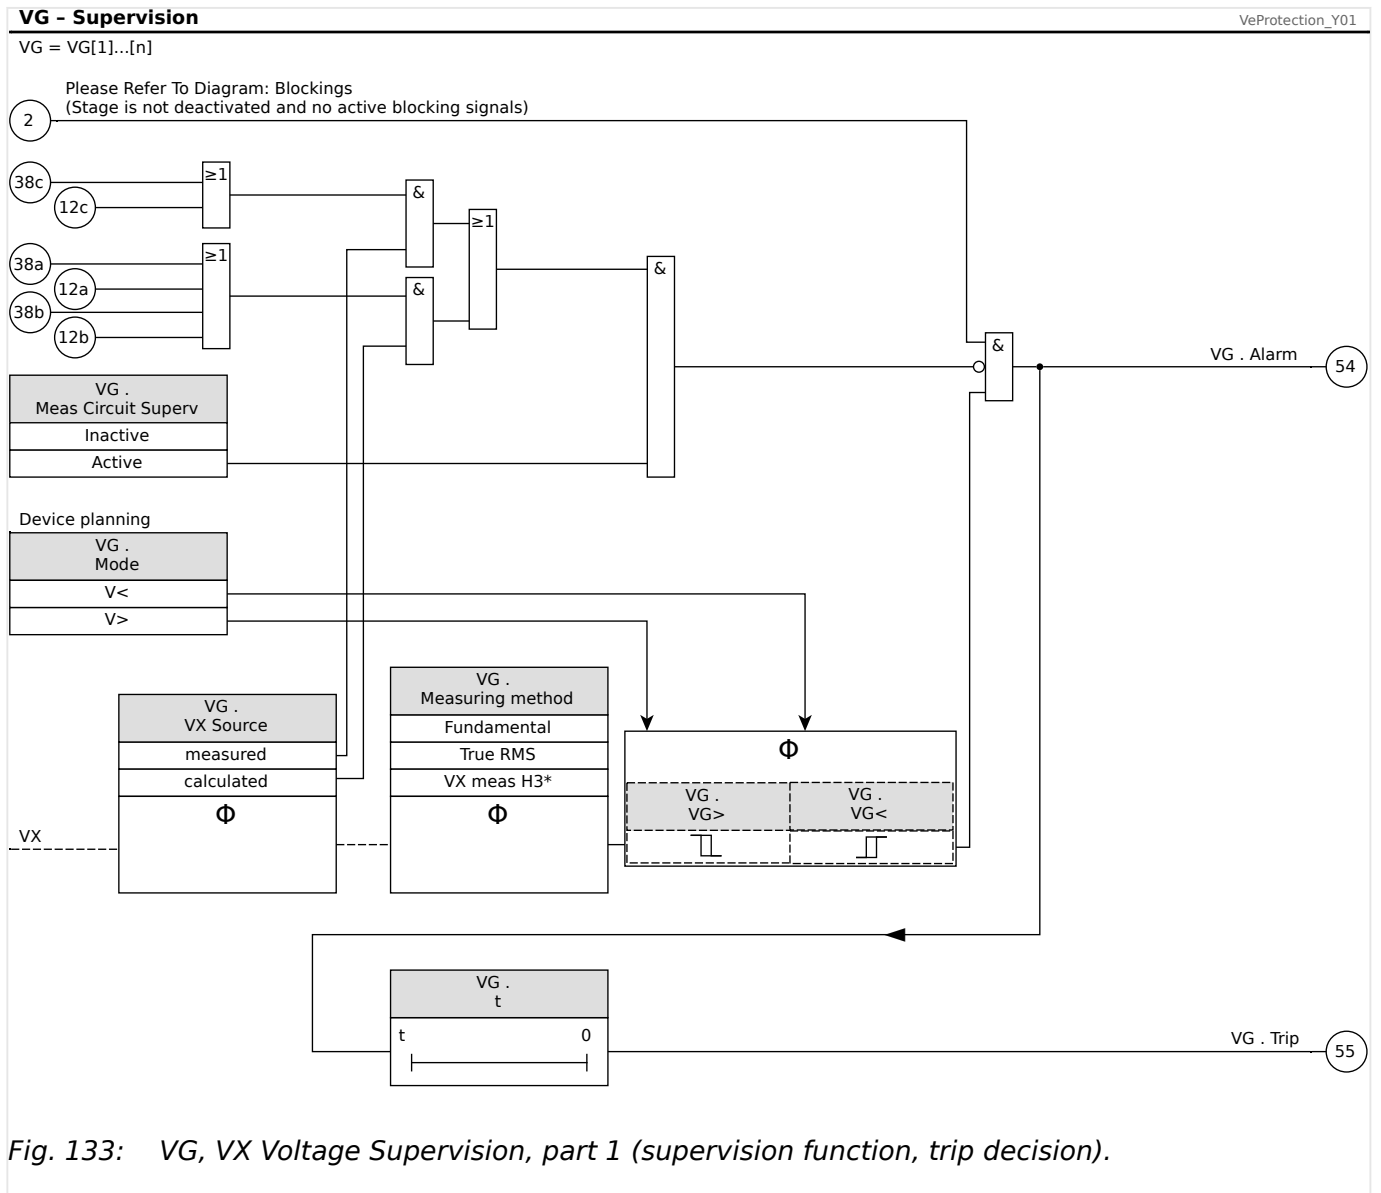 VG – Supervision
VeProtection_Y01
VG = VG[1]...[n]
Please Refer To Diagram: Blockings
(Stage is not deactivated and no active blocking signals)
2
38c
≥1
12c
&
≥1
38a
≥1
12a
38b
12b
&
&
&
VG . Alarm
54
VG .
Meas Circuit Superv
Inactive
Active
Device planning
VG .
Mode
V<
V>
VG .
VX Source
measured
calculated
Φ
VX
VG .
Measuring method
Fundamental
True RMS
VX meas H3*
Φ
Φ
VG .
VG>
VG .
VG<
VG .
t
t 0
VG . Trip
55
Fig. 133: VG, VX Voltage Supervision, part 1 (supervision function, trip decision).